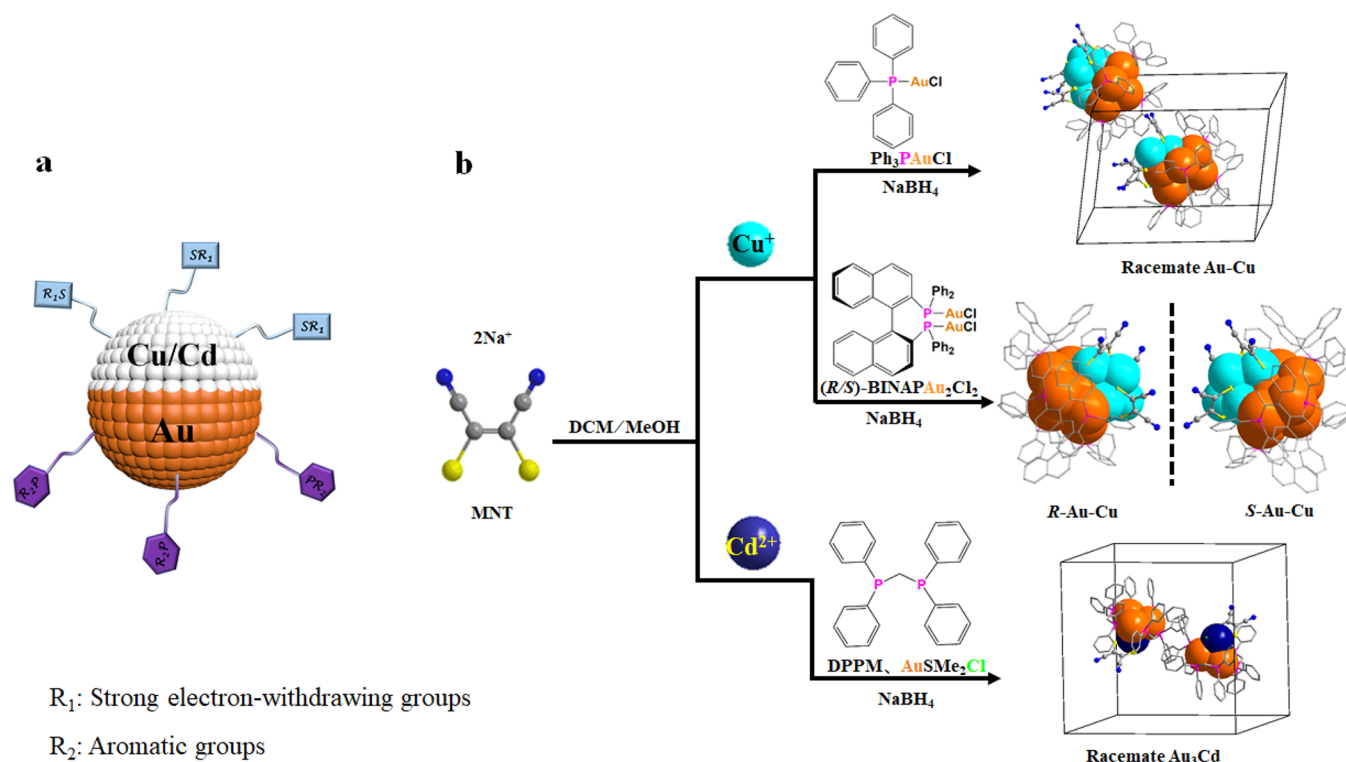 a
SR₁
R₁S
SR₁
Cu/Cd
Au
R₂P
R₂P
PR₂
R₁: Strong electron-withdrawing groups
R₂: Aromatic groups
b
2Na⁺
MNT
DCM/MeOH
Cu⁺
P AuCl
Ph₃PAuCl
NaBH₄
Racemate Au-Cu
Ph₂
P AuCl
P AuCl
Ph₂
(R/S)-BINAPAu₂Cl₂
NaBH₄
R-Au-Cu
S-Au-Cu
Cd²⁺
P P
DPPM、AuSMe₂Cl
NaBH₄
Racemate Au₃Cd